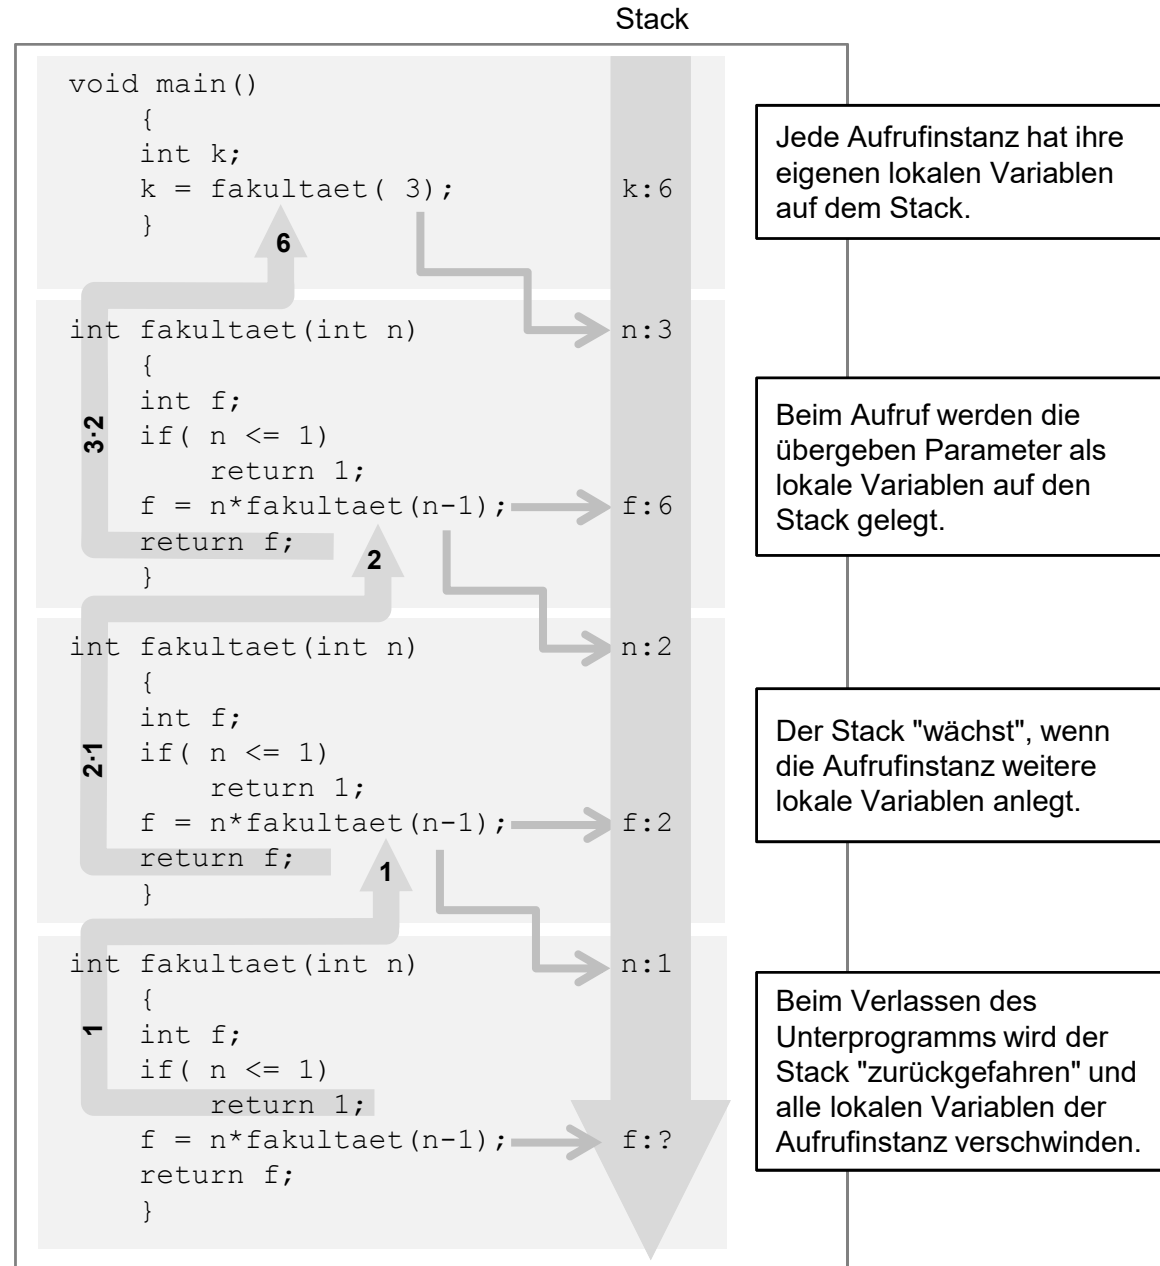 Stack
void main()
{
int k;
k = fakultaet( 3);
k:6
}
6
Jede Aufrufinstanz hat ihre
eigenen lokalen Variablen
auf dem Stack.
int fakultaet(int n)
n:3
{
int f;
if( n <= 1)
return 1;
f = n*fakultaet(n-1);
f:6
return f;
}
3·2
2
Beim Aufruf werden die
übergeben Parameter als
lokale Variablen auf den
Stack gelegt.
int fakultaet(int n)
n:2
{
int f;
if( n <= 1)
return 1;
f = n*fakultaet(n-1);
f:2
return f;
}
2·1
1
Der Stack "wächst", wenn
die Aufrufinstanz weitere
lokale Variablen anlegt.
int fakultaet(int n)
n:1
{
int f;
if( n <= 1)
return 1;
f = n*fakultaet(n-1);
f:?
return f;
}
1
Beim Verlassen des
Unterprogramms wird der
Stack "zurückgefahren" und
alle lokalen Variablen der
Aufrufinstanz verschwinden.